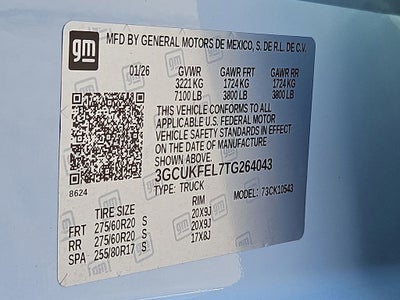 gm
MFD BY GENERAL MOTORS DE MEXICO, S. DE R.L. DE C.V.
01/26 GVWR GAWR FRT GAWR RR
3221 KG 1724 KG 1724 KG
7100 LB 3800 LB 3800 LB
THIS VEHICLE CONFORMS TO ALL
APPLICABLE U.S. FEDERAL MOTOR
VEHICLE SAFETY STANDARDS IN EFFECT
ON THE DATE OF MANUFACTURE
SHOWN ABOVE.
3GCUKFEL7TG264043
8624
TYPE: TRUCK MODEL: 73CK10543
TIRE SIZE RIM
FRT 275/60R20 S 20X9J
RR 275/60R20 S 20X9J
SPA 255/80R17 S 17X8J